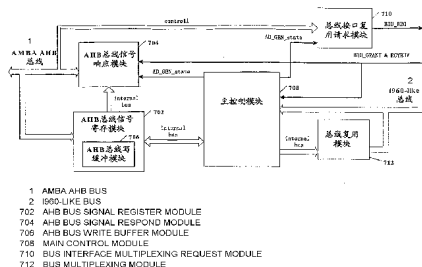 control1
710
总线接口复用请求模块
BIU_REQ
1
AMBA AHB
总线
704
AHB总线信号响应模块
AD_GEN_state
BIU_GRANT & ECYIEN
AD_GEN_state
708
2
i960-like
总线
主控制模块
internal bus
702
AHB总线信号寄存模块
706
AHB总线写缓冲模块
Internal bus
Internal bus
总线复用模块
712
1 AMBA AHB BUS
2 I960-LIKE BUS
702 AHB BUS SIGNAL REGISTER MODULE
704 AHB BUS SIGNAL RESPOND MODULE
706 AHB BUS WRITE BUFFER MODULE
708 MAIN CONTROL MODULE
710 BUS INTERFACE MULTIPLEXING REQUEST MODULE
712 BUS MULTIPLEXING MODULE